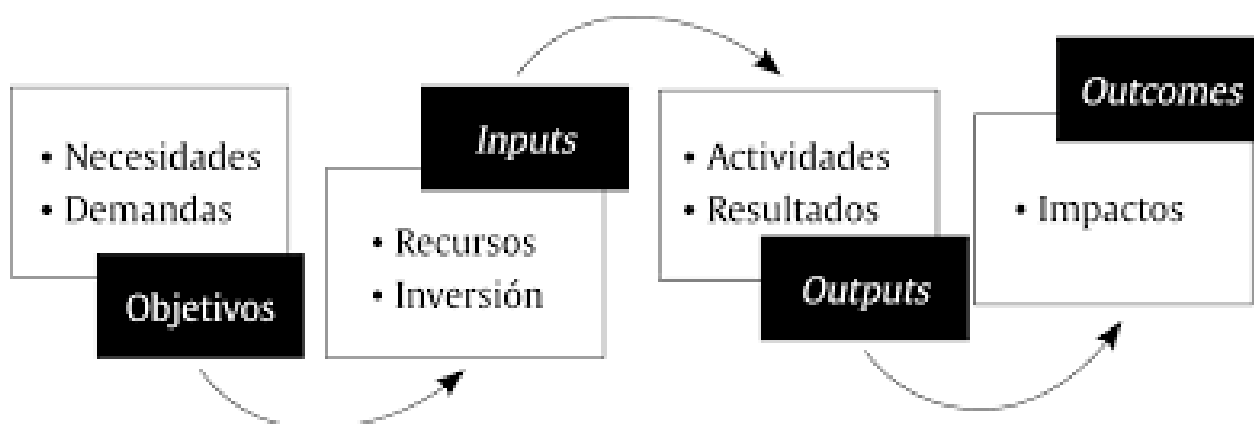 • Necesidades
• Demandas
Objetivos
Inputs
• Recursos
• Inversión
• Actividades
• Resultados
Outputs
Outcomes
• Impactos